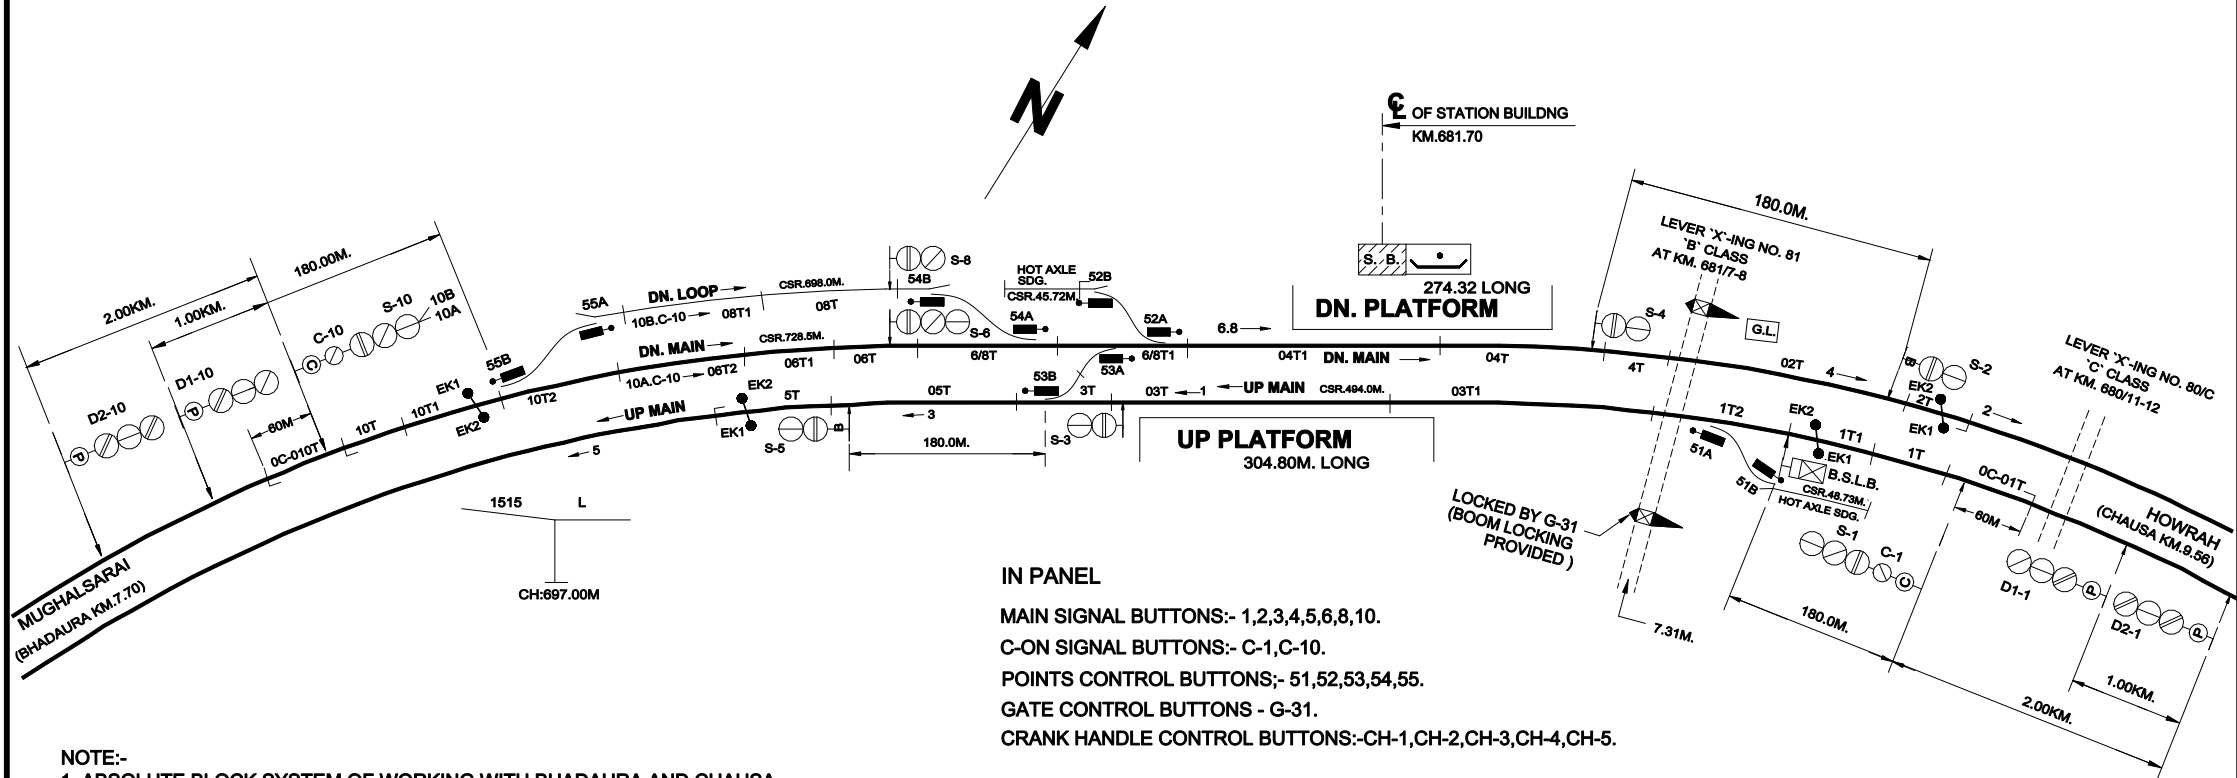 N
℄ OF STATION BUILDNG
KM.681.70
S. B.
274.32 LONG
DN. PLATFORM
180.0M.
LEVER `X`-ING NO. 81
`B` CLASS
AT KM. 681/7-8
G.L.
LEVER `X`-ING NO. 80/C
`C` CLASS
AT KM. 680/11-12
2.00KM.
180.00M.
1.00KM.
S-10
10B
10A
C-10
C
D1-10
P
D2-10
P
60M
0C-010T
10T
10T1
EK1
EK2
55B
55A
10T2
DN. LOOP
CSR.698.0M.
10B.C-10
08T1
08T
DN. MAIN
CSR.728.5M.
10A.C-10
06T2
06T1
06T
S-8
54B
S-6
HOT AXLE
SDG.
CSR.45.72M.
52B
54A
52A
6.8
6/8T
53A
6/8T1
04T1
DN. MAIN
04T
S-4
4T
02T
4
B
S-2
EK2
2T
EK1
2
UP MAIN
EK2
EK1
5T
S-5
B
05T
3
53B
3T
S-3
03T
1
UP MAIN
CSR.494.0M.
03T1
1T2
EK2
1T1
EK1
1T
0C-01T
60M
51A
51B
B.S.L.B.
CSR.48.73M.
HOT AXLE SDG.
S-1
C-1
C
D1-1
P
D2-1
P
HOWRAH
(CHAUSA KM.9.56)
180.0M.
UP PLATFORM
304.80M. LONG
5
1515
L
CH:697.00M
MUGHALSARAI
(BHADAURA KM.7.70)
LOCKED BY G-31
(BOOM LOCKING
PROVIDED )
7.31M.
180.0M.
1.00KM.
2.00KM.
IN PANEL
MAIN SIGNAL BUTTONS:- 1,2,3,4,5,6,8,10.
C-ON SIGNAL BUTTONS:- C-1,C-10.
POINTS CONTROL BUTTONS;- 51,52,53,54,55.
GATE CONTROL BUTTONS - G-31.
CRANK HANDLE CONTROL BUTTONS:-CH-1,CH-2,CH-3,CH-4,CH-5.
NOTE:-
1. ABSOLUTE BLOCK SYSTEM OF WORKING WITH BHADAURA AND CHAUSA